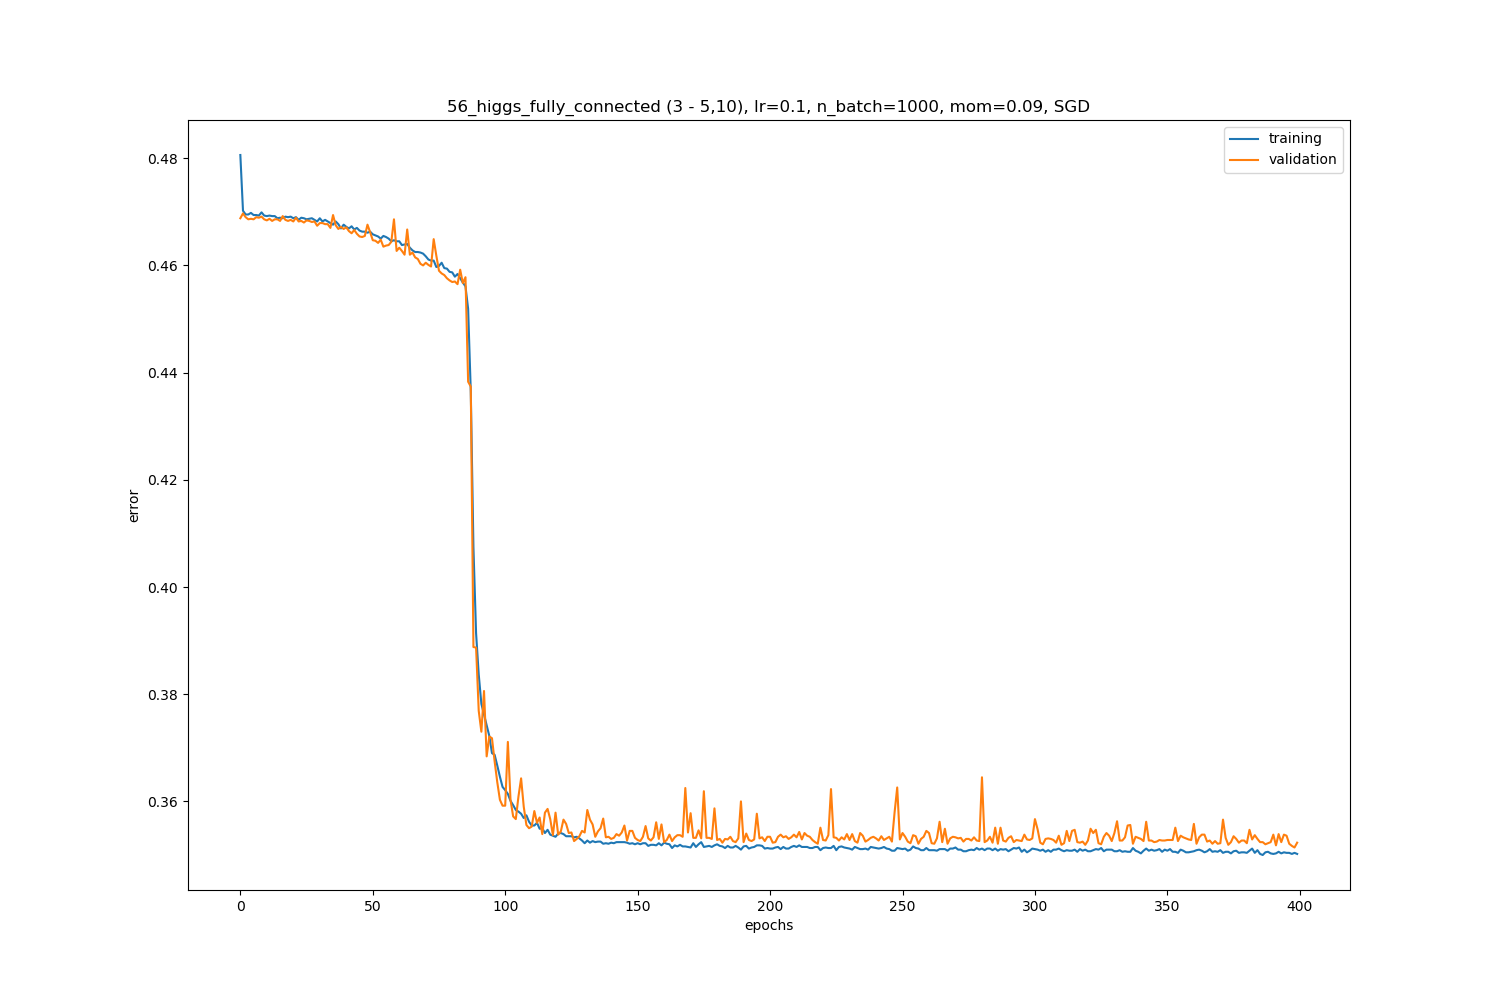 56_higgs_fully_connected (3 - 5,10), lr=0.1, n_batch=1000, mom=0.09, SGD
training
validation
0.48
0.46
0.44
0.42
0.40
0.38
0.36
error
0 50 100 150 200 250 300 350 400
epochs